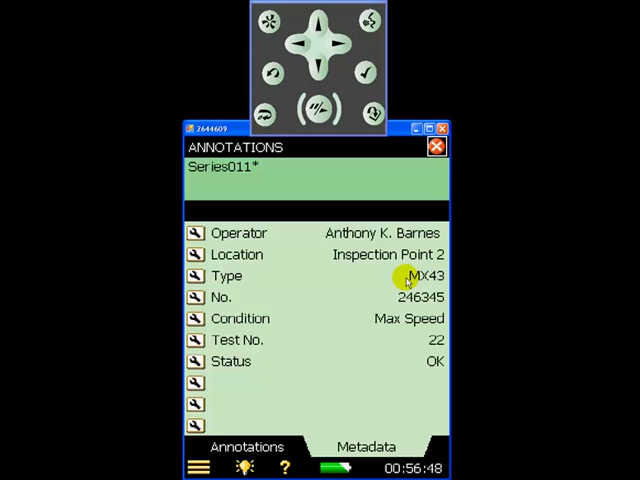 2644609
ANNOTATIONS
Series011*
Operator Anthony K. Barnes
Location Inspection Point 2
Type MX43
No. 246345
Condition Max Speed
Test No. 22
Status OK
Annotations Metadata
? 00:56:48